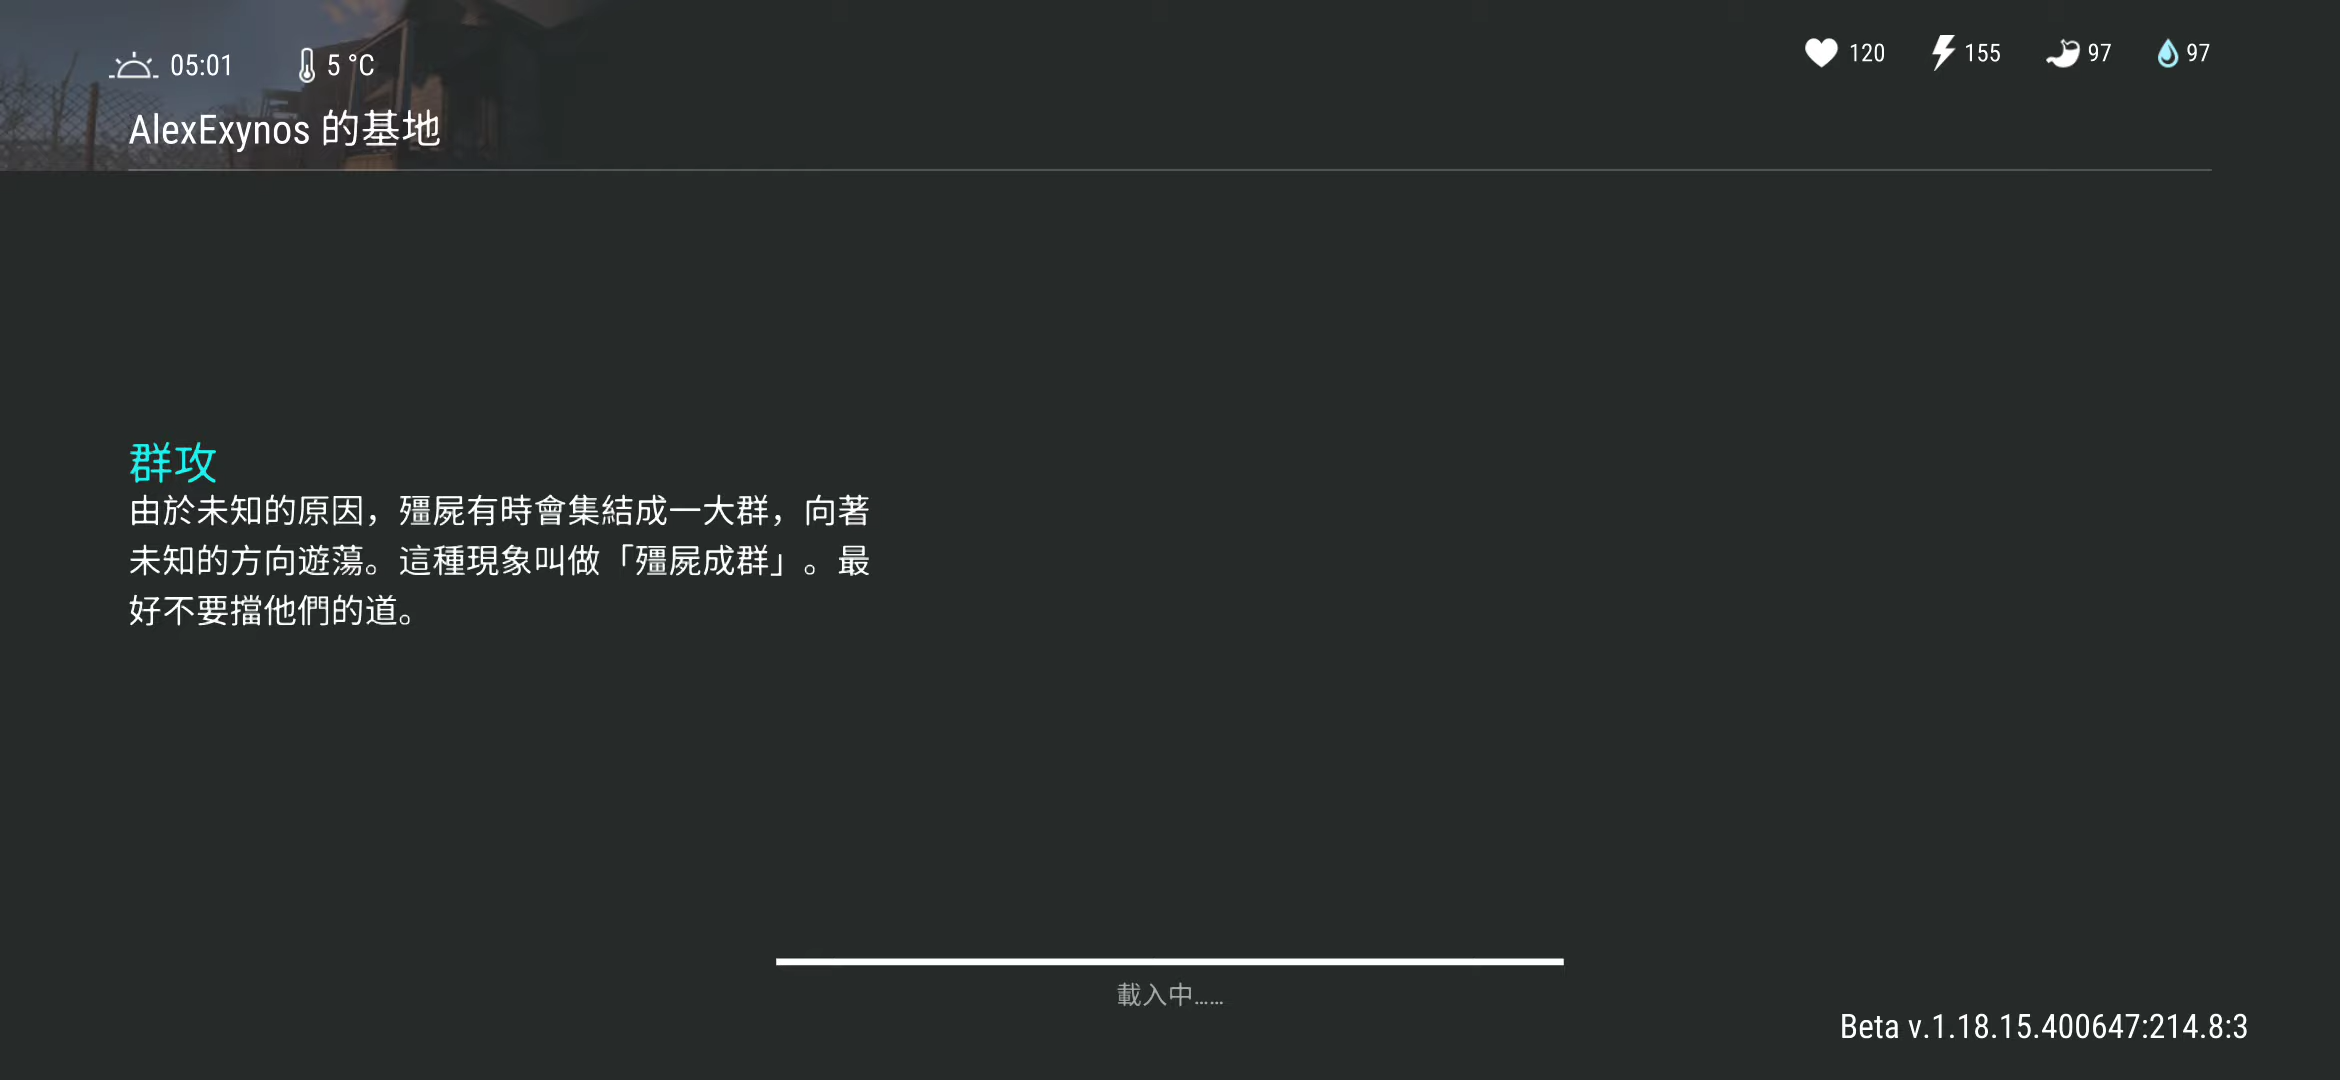 05:01
5 °C
120
155
97
97
AlexExynos 的基地
群攻
由於未知的原因，殭屍有時會集結成一大群，向著
未知的方向遊蕩。這種現象叫做「殭屍成群」。最
好不要擋他們的道。
載入中……
Beta v.1.18.15.400647:214.8:3